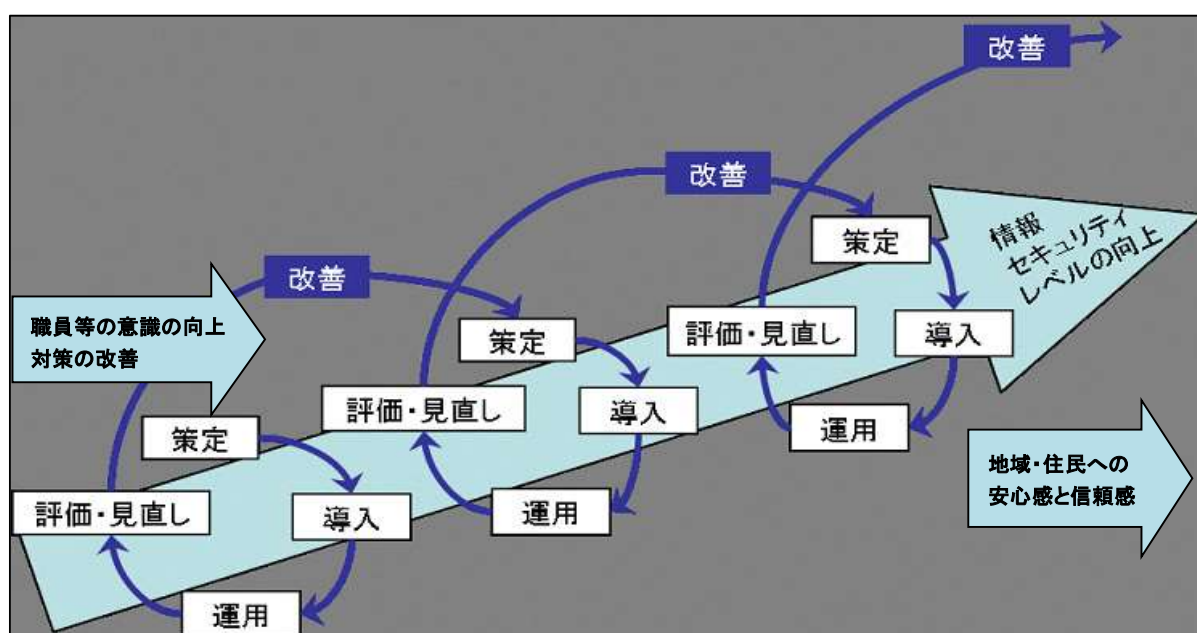 改善
改善
策定
情報
セキュリティ
レベルの向上
改善
職員等の意識の向上
対策の改善
策定
評価・見直し
導入
評価・見直し
導入
運用
策定
地域・住民への
安心感と信頼感
評価・見直し
導入
運用
運用